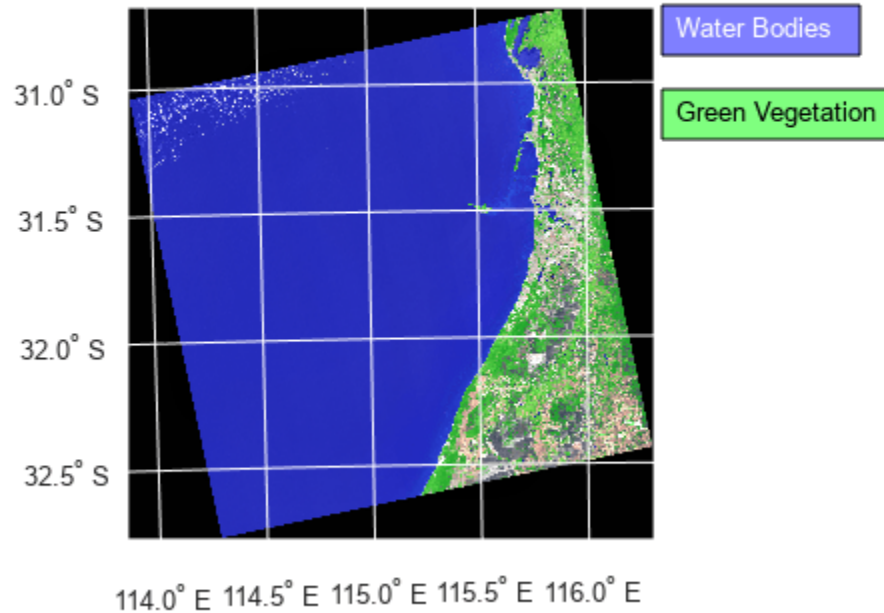 Water Bodies
Green Vegetation
31.0° S
31.5° S
32.0° S
32.5° S
114.0° E 114.5° E 115.0° E 115.5° E 116.0° E